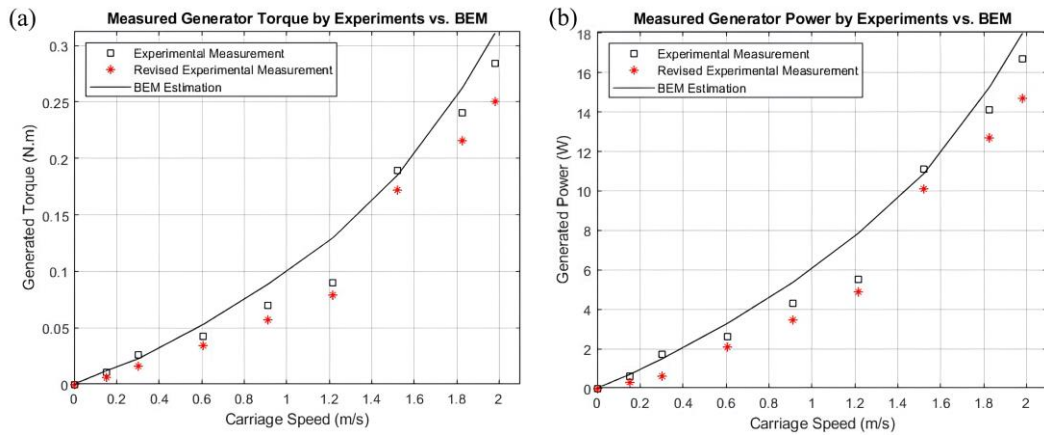 (a)
Measured Generator Torque by Experiments vs. BEM
Experimental Measurement
Revised Experimental Measurement
BEM Estimation
Generated Torque (N.m)
0.3
0.25
0.2
0.15
0.1
0.05
0
0 0.2 0.4 0.6 0.8 1 1.2 1.4 1.6 1.8 2
Carriage Speed (m/s)
(b)
Measured Generator Power by Experiments vs. BEM
Experimental Measurement
Revised Experimental Measurement
BEM Estimation
Generated Power (W)
18
16
14
12
10
8
6
4
2
0
0 0.2 0.4 0.6 0.8 1 1.2 1.4 1.6 1.8 2
Carriage Speed (m/s)